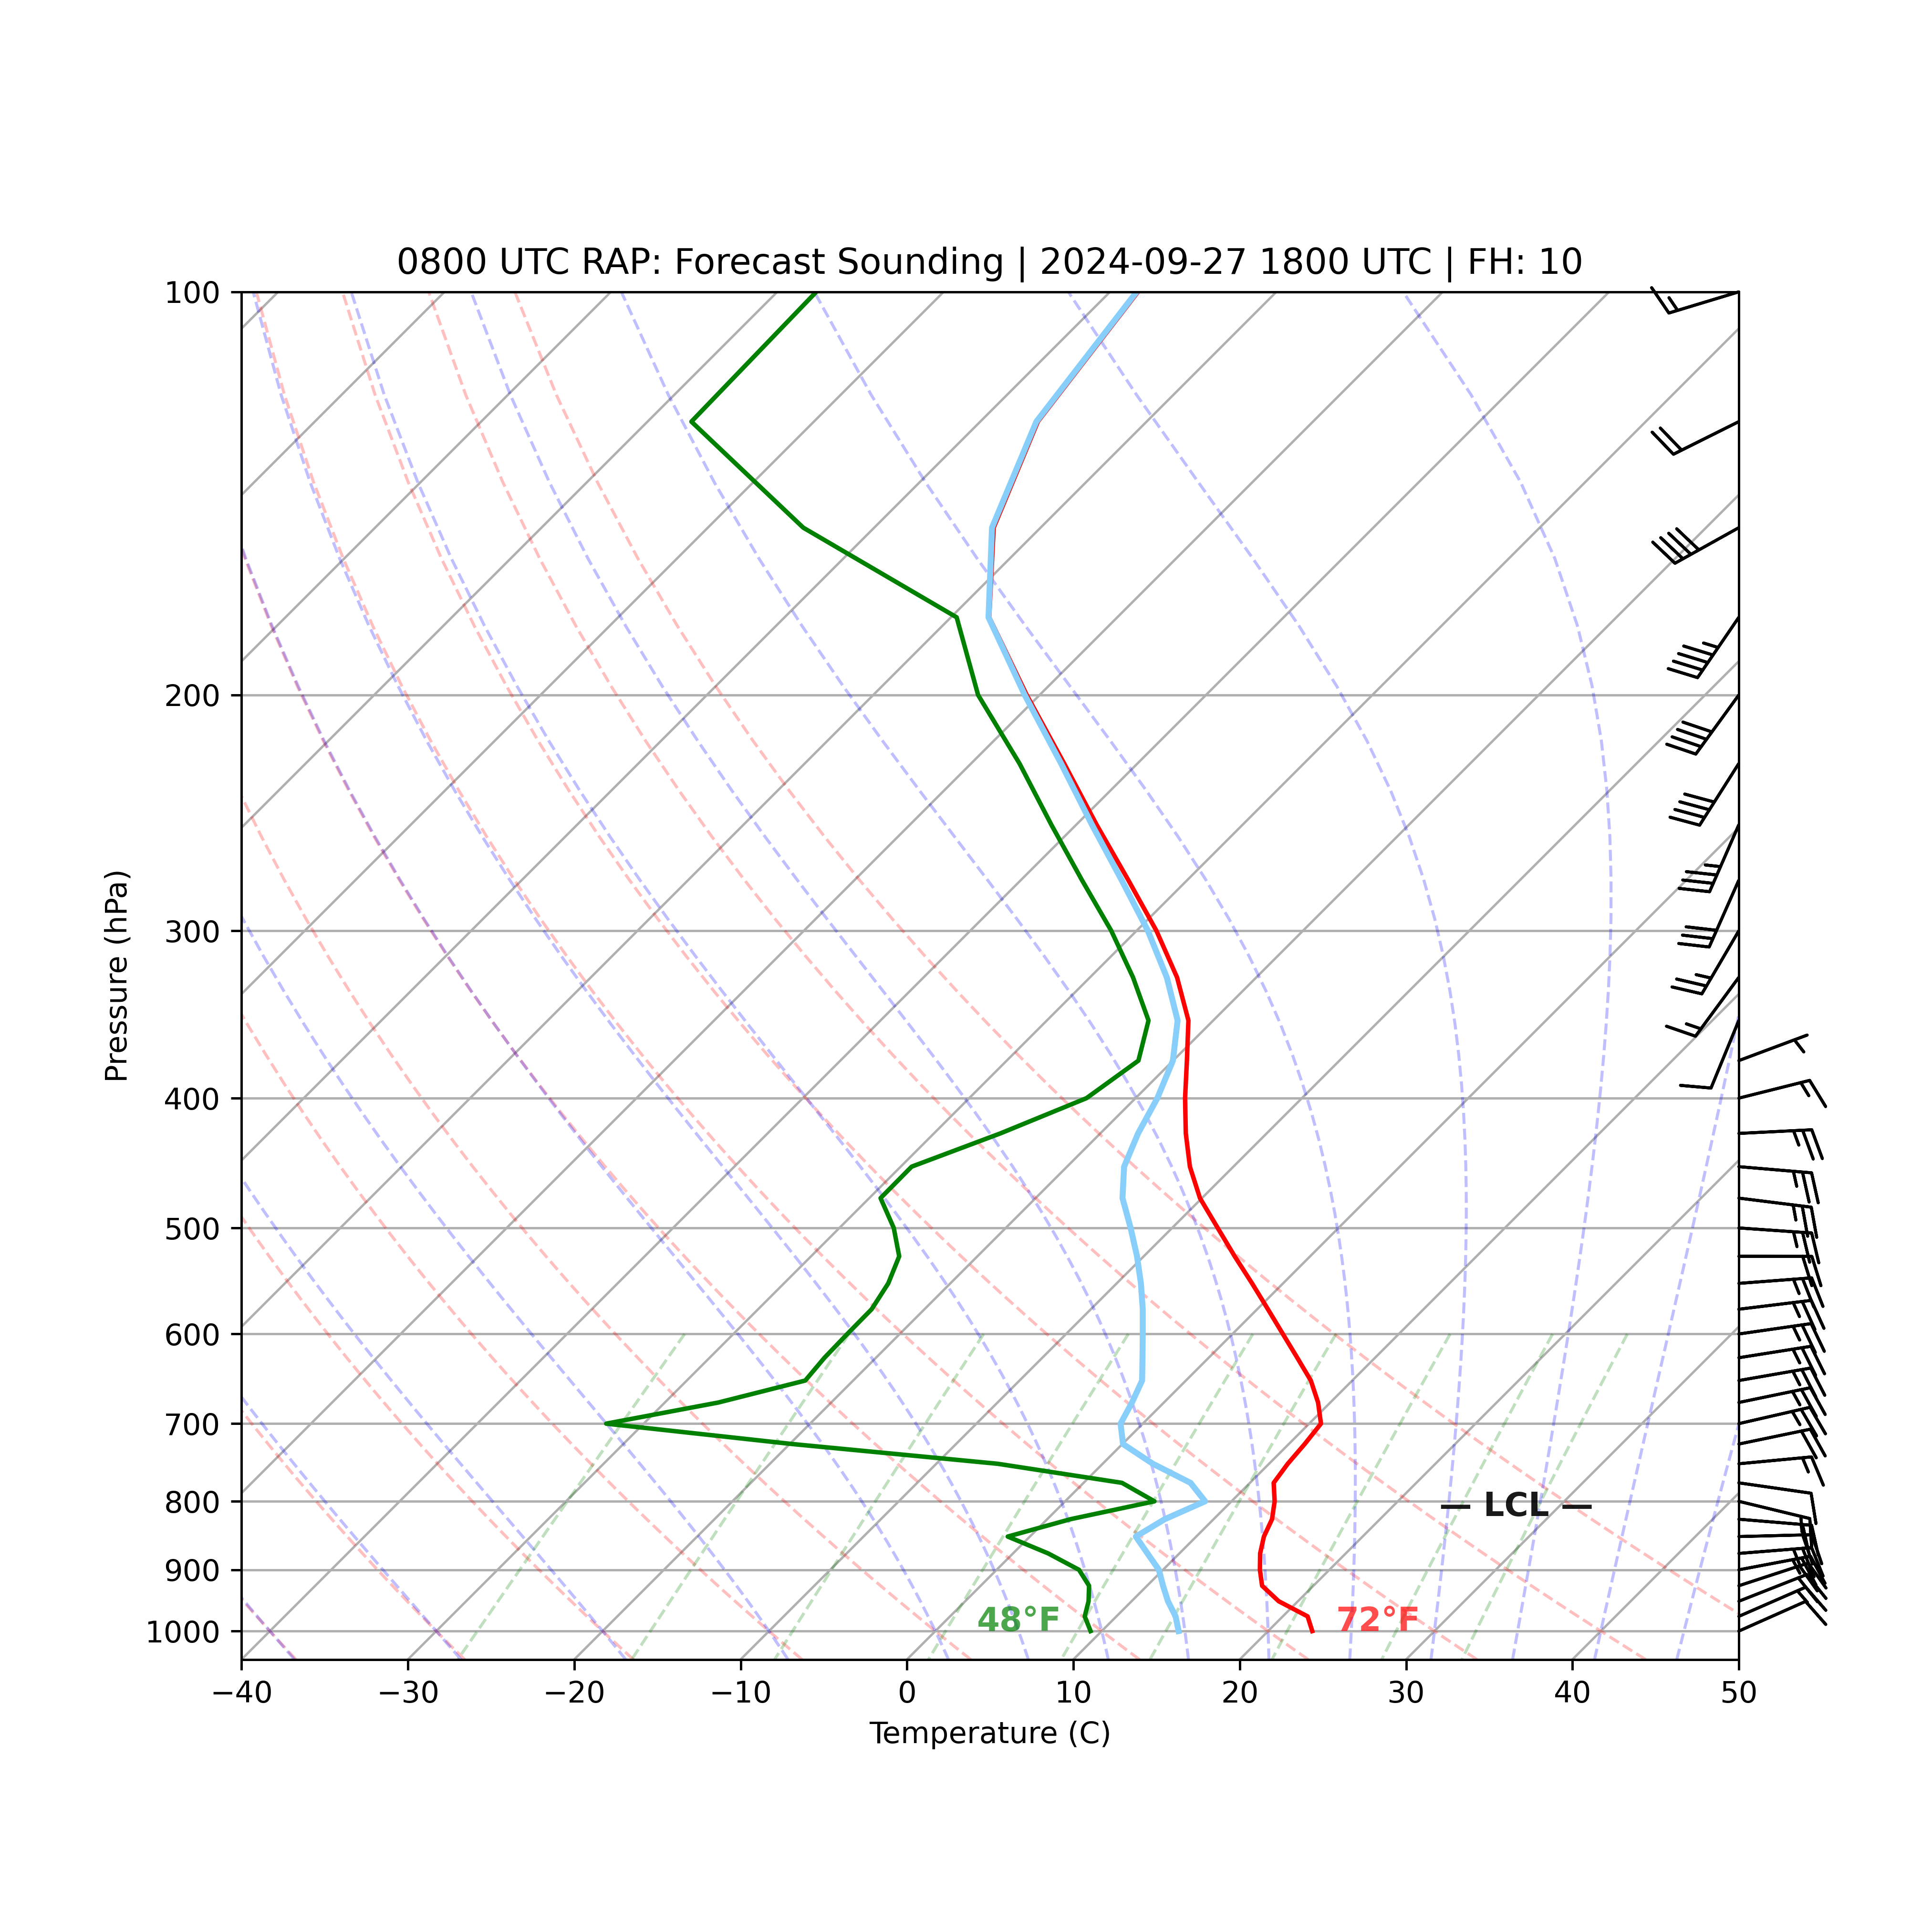 0800 UTC RAP: Forecast Sounding | 2024-09-27 1800 UTC | FH: 10
100
200
300
400
500
600
700
800
900
1000
Pressure (hPa)
— LCL —
48°F
72°F
−40 −30 −20 −10 0 10 20 30 40 50
Temperature (C)